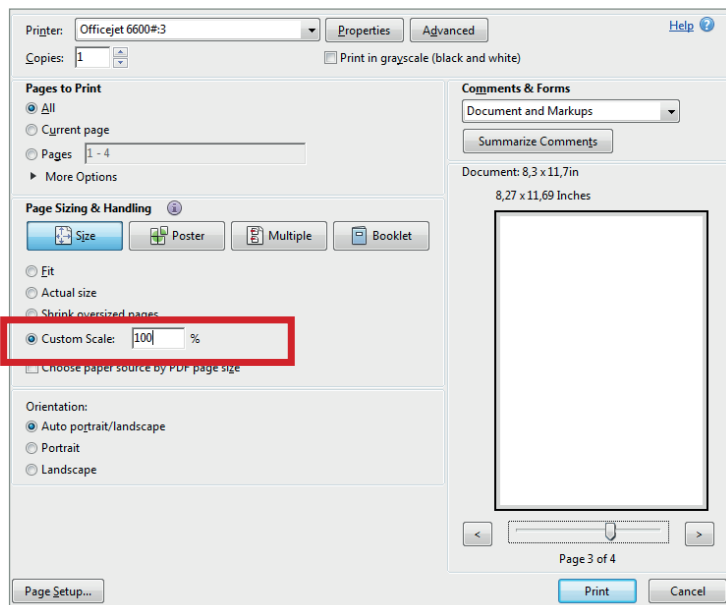 Printer: Officejet 6600#:3 Properties Advanced Help
Copies: 1 Print in grayscale (black and white)
Pages to Print
All
Current page
Pages 1 - 4
More Options
Comments & Forms
Document and Markups
Summarize Comments
Page Sizing & Handling
Size Poster Multiple Booklet
Fit
Actual size
Shrink oversized pages
Custom Scale: 100 %
Choose paper source by PDF page size
Orientation:
Auto portrait/landscape
Portrait
Landscape
Document: 8,3 x 11,7in
8,27 x 11,69 Inches
< >
Page 3 of 4
Page Setup... Print Cancel